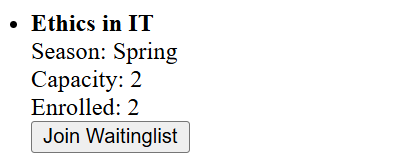 Ethics in IT
Season: Spring
Capacity: 2
Enrolled: 2
Join Waitinglist